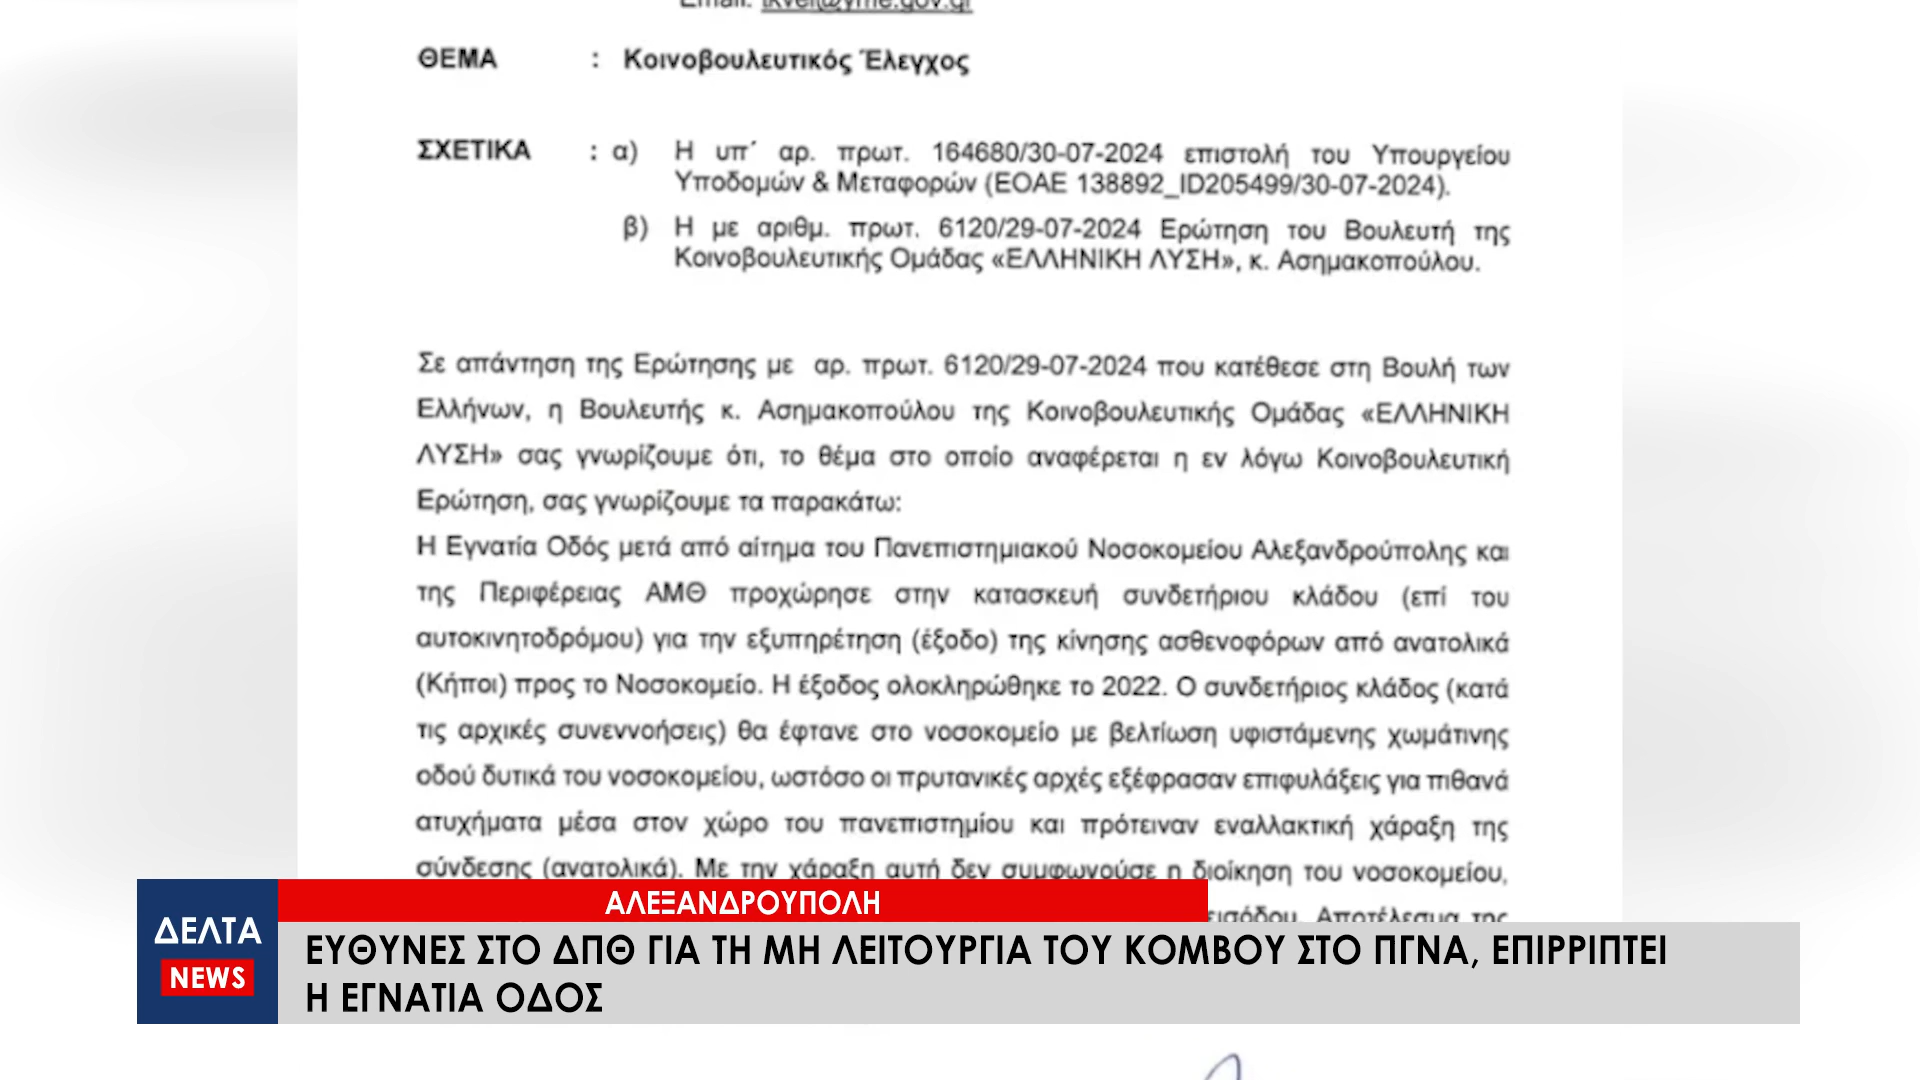 Email:
ΘΕΜΑ : Κοινοβουλευτικός Έλεγχος
ΣΧΕΤΙΚΑ : α) Η υπ΄ αρ. πρωτ. 164680/30-07-2024 επιστολή του Υπουργείου
Υποδομών & Μεταφορών (ΕΟΑΕ 138892_ID205499/30-07-2024).
β) Η με αριθμ. πρωτ. 6120/29-07-2024 Ερώτηση του Βουλευτή της
Κοινοβουλευτικής Ομάδας «ΕΛΛΗΝΙΚΗ ΛΥΣΗ», κ. Ασημακοπούλου.
Σε απάντηση της Ερώτησης με αρ. πρωτ. 6120/29-07-2024 που κατέθεσε στη Βουλή των
Ελλήνων, η Βουλευτής κ. Ασημακοπούλου της Κοινοβουλευτικής Ομάδας «ΕΛΛΗΝΙΚΗ
ΛΥΣΗ» σας γνωρίζουμε ότι, το θέμα στο οποίο αναφέρεται η εν λόγω Κοινοβουλευτική
Ερώτηση, σας γνωρίζουμε τα παρακάτω:
Η Εγνατία Οδός μετά από αίτημα του Πανεπιστημιακού Νοσοκομείου Αλεξανδρούπολης και
της Περιφέρειας ΑΜΘ προχώρησε στην κατασκευή συνδετήριου κλάδου (επί του
αυτοκινητοδρόμου) για την εξυπηρέτηση (έξοδο) της κίνησης ασθενοφόρων από ανατολικά
(Κήποι) προς το Νοσοκομείο. Η έξοδος ολοκληρώθηκε το 2022. Ο συνδετήριος κλάδος (κατά
τις αρχικές συνεννοήσεις) θα έφτανε στο νοσοκομείο με βελτίωση υφιστάμενης χωμάτινης
οδού δυτικά του νοσοκομείου, ωστόσο οι πρυτανικές αρχές εξέφρασαν επιφυλάξεις για πιθανά
ατυχήματα μέσα στον χώρο του πανεπιστημίου και πρότειναν εναλλακτική χάραξη της
σύνδεσης (ανατολικά). Με την χάραξη αυτή δεν συμφωνούσε η διοίκηση του νοσοκομείου,
εισόδου. Αποτέλεσμα της
ΑΛΕΞΑΝΔΡΟΥΠΟΛΗ
ΔΕΛΤΑ
NEWS
ΕΥΘΥΝΕΣ ΣΤΟ ΔΠΘ ΓΙΑ ΤΗ ΜΗ ΛΕΙΤΟΥΡΓΙΑ ΤΟΥ ΚΟΜΒΟΥ ΣΤΟ ΠΓΝΑ, ΕΠΙΡΡΙΠΤΕΙ
Η ΕΓΝΑΤΙΑ ΟΔΟΣ